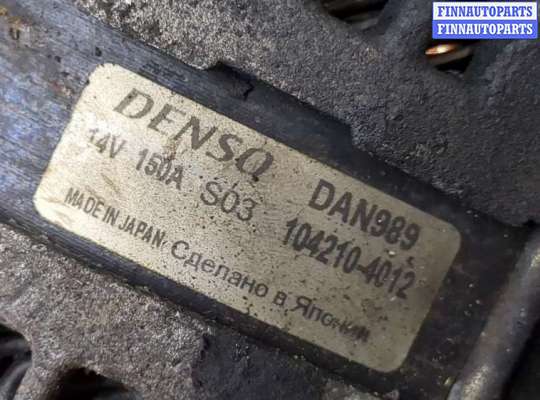 FINNAUTOPARTS
FINNAUTOPARTS
DENSO
14V 150A S03 DAN989
104210-4012
MADE IN JAPAN Сделано в Японии